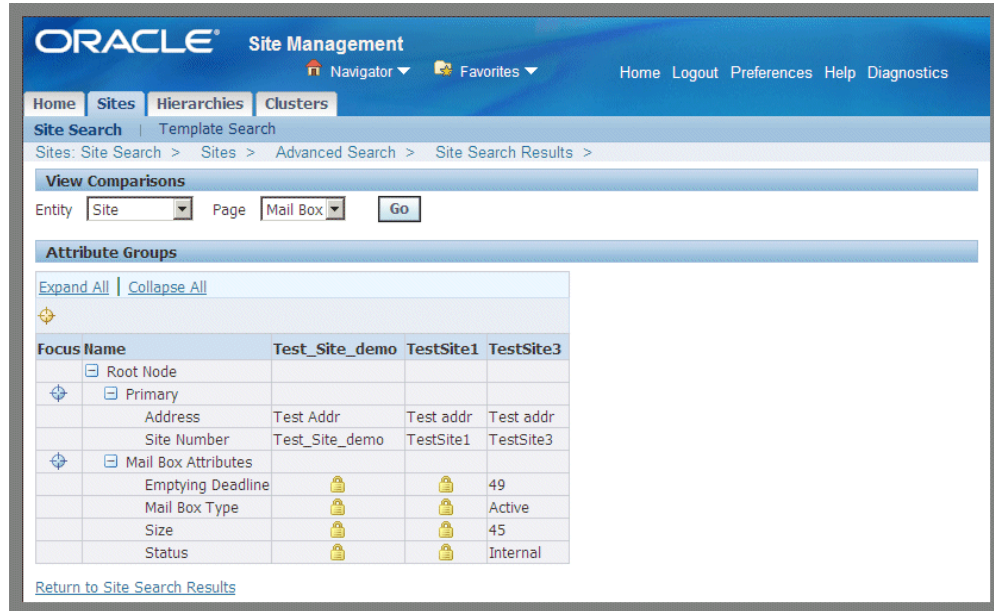 ORACLE® Site Management
Navigator Favorites Home Logout Preferences Help Diagnostics
Home Sites Hierarchies Clusters
Site Search | Template Search
Sites: Site Search > Sites > Advanced Search > Site Search Results >
View Comparisons
Entity Site Page Mail Box Go
Attribute Groups
Expand All | Collapse All
Focus Name Test_Site_demo TestSite1 TestSite3
Root Node
Primary
Address Test Addr Test addr Test addr
Site Number Test_Site_demo TestSite1 TestSite3
Mail Box Attributes
Emptying Deadline 49
Mail Box Type Active
Size 45
Status Internal
Return to Site Search Results